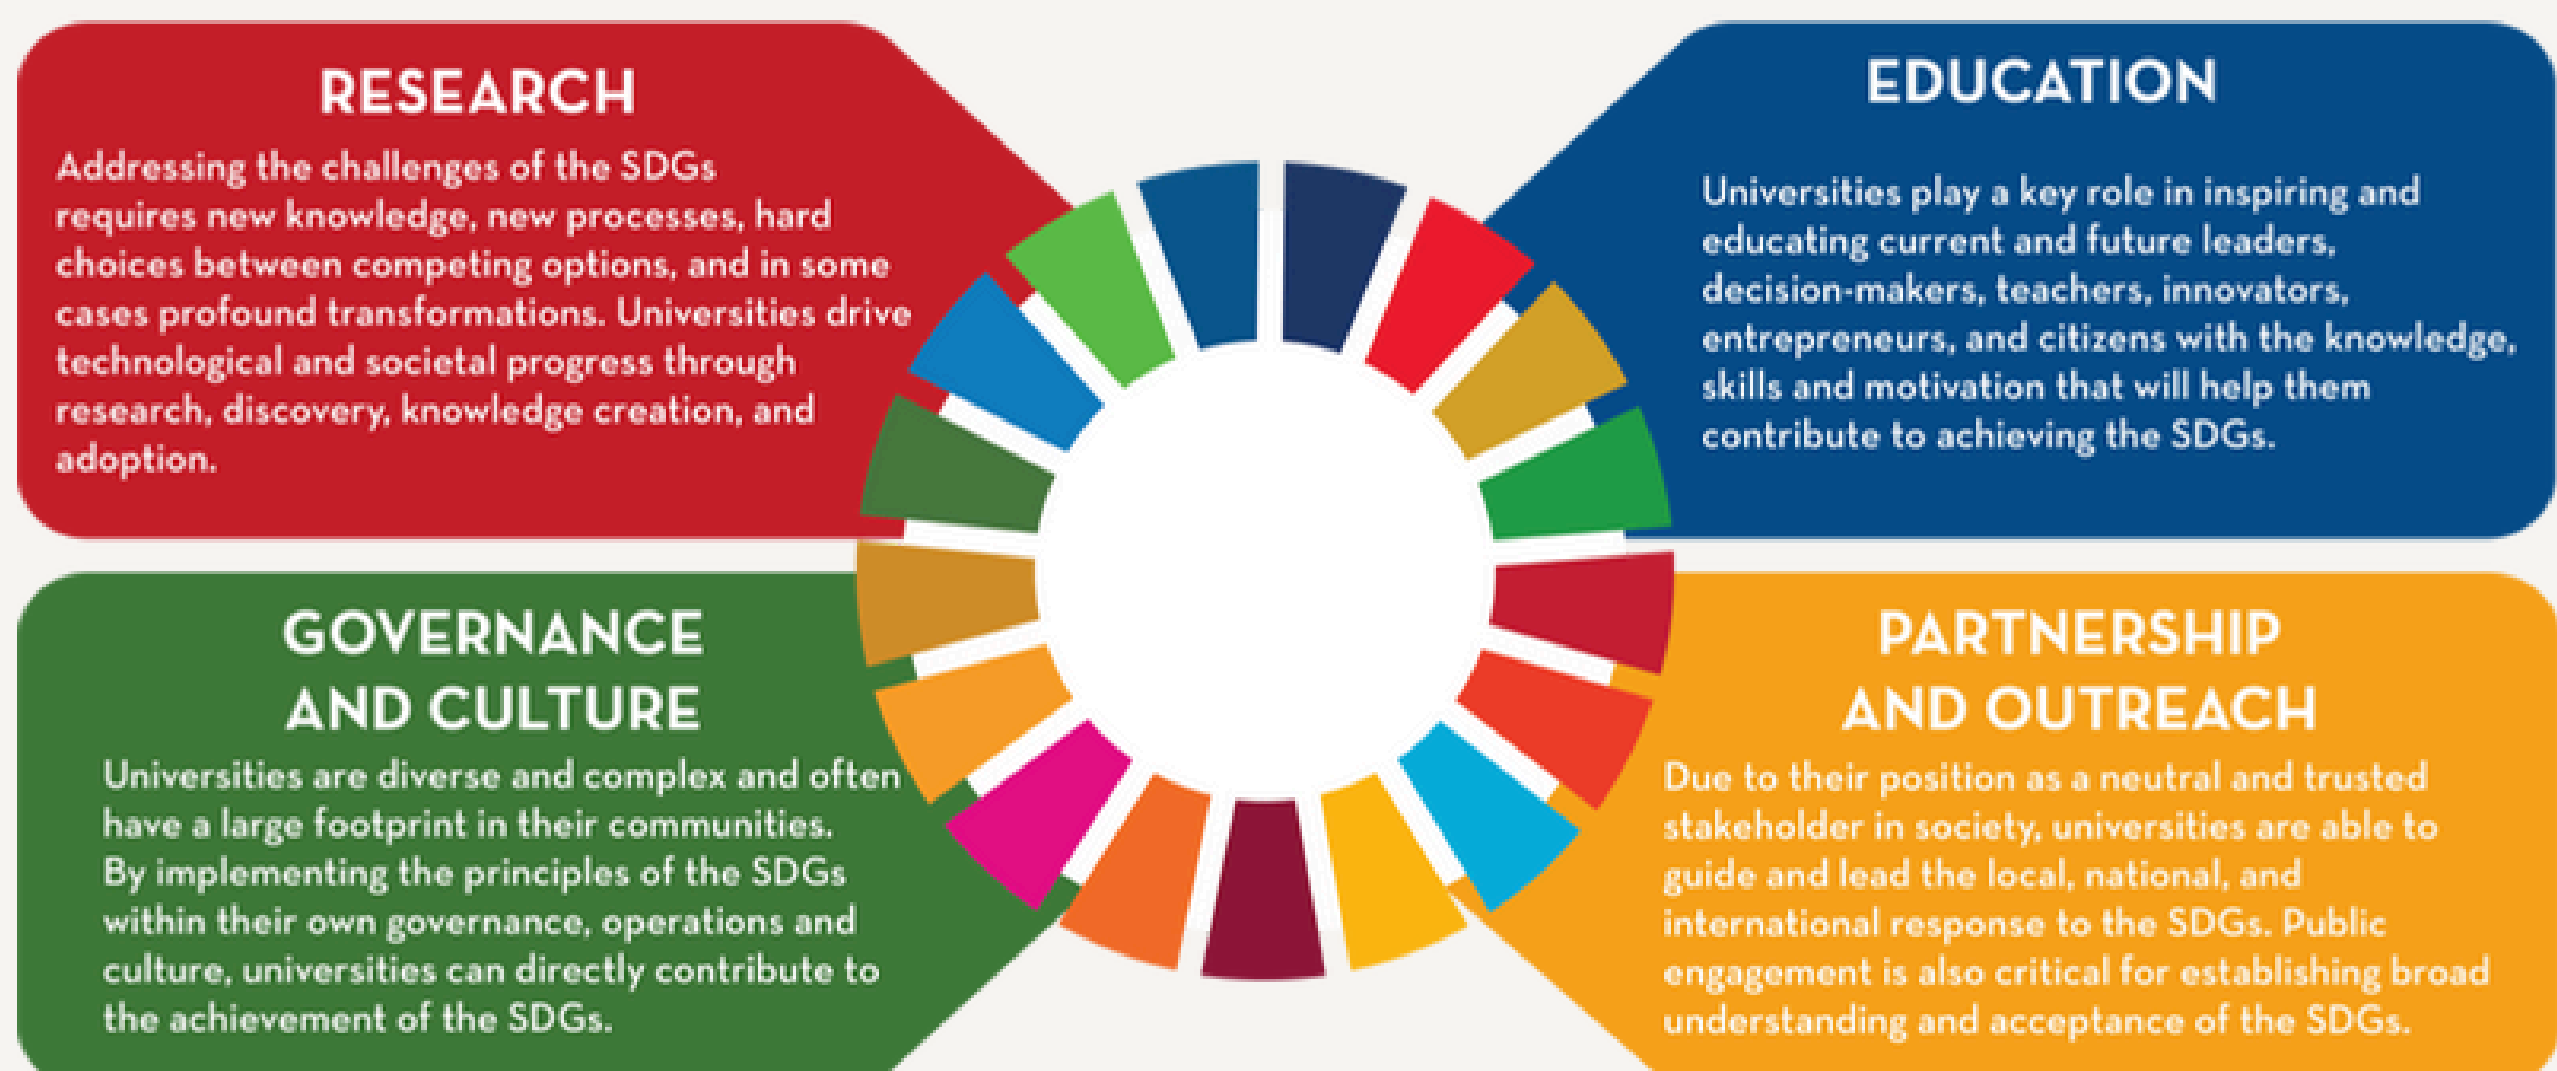 RESEARCH
Addressing the challenges of the SDGs
requires new knowledge, new processes, hard
choices between competing options, and in some
cases profound transformations. Universities drive
technological and societal progress through
research, discovery, knowledge creation, and
adoption.
EDUCATION
Universities play a key role in inspiring and
educating current and future leaders,
decision-makers, teachers, innovators,
entrepreneurs, and citizens with the knowledge,
skills and motivation that will help them
contribute to achieving the SDGs.
GOVERNANCE
AND CULTURE
Universities are diverse and complex and often
have a large footprint in their communities.
By implementing the principles of the SDGs
within their own governance, operations and
culture, universities can directly contribute to
the achievement of the SDGs.
PARTNERSHIP
AND OUTREACH
Due to their position as a neutral and trusted
stakeholder in society, universities are able to
guide and lead the local, national, and
international response to the SDGs. Public
engagement is also critical for establishing broad
understanding and acceptance of the SDGs.